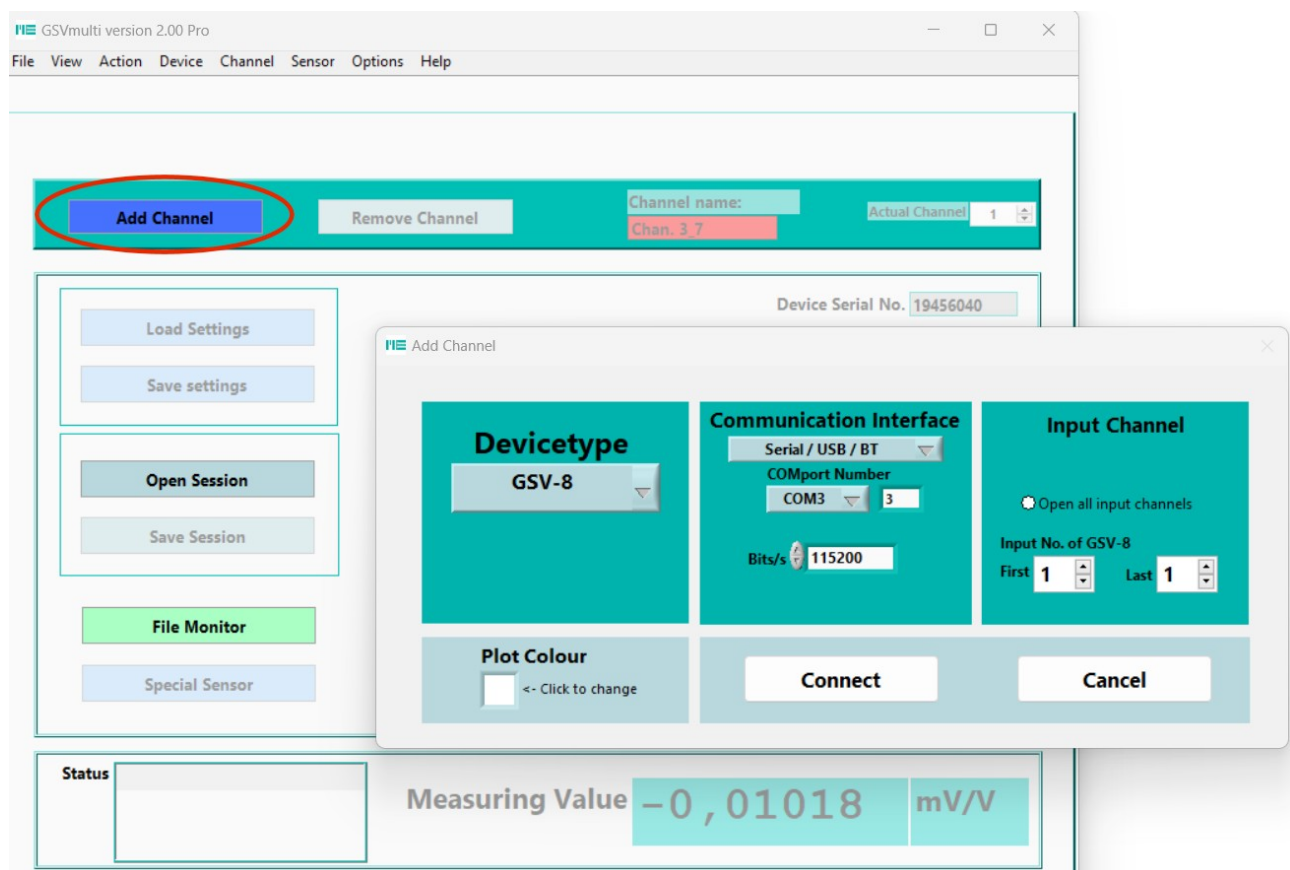 ME GSVmulti version 2.00 Pro
File View Action Device Channel Sensor Options Help
Add Channel
Remove Channel
Channel name:
Chan. 3_7
Actual Channel 1
Load Settings
Save settings
Open Session
Save Session
File Monitor
Special Sensor
Device Serial No. 19456040
ME Add Channel
Devicetype
GSV-8
Communication Interface
Serial / USB / BT
COMport Number
COM3 3
Bits/s 115200
Input Channel
Open all input channels
Input No. of GSV-8
First 1 Last 1
Plot Colour
<- Click to change
Connect
Cancel
Status
Measuring Value -0,01018 mV/V